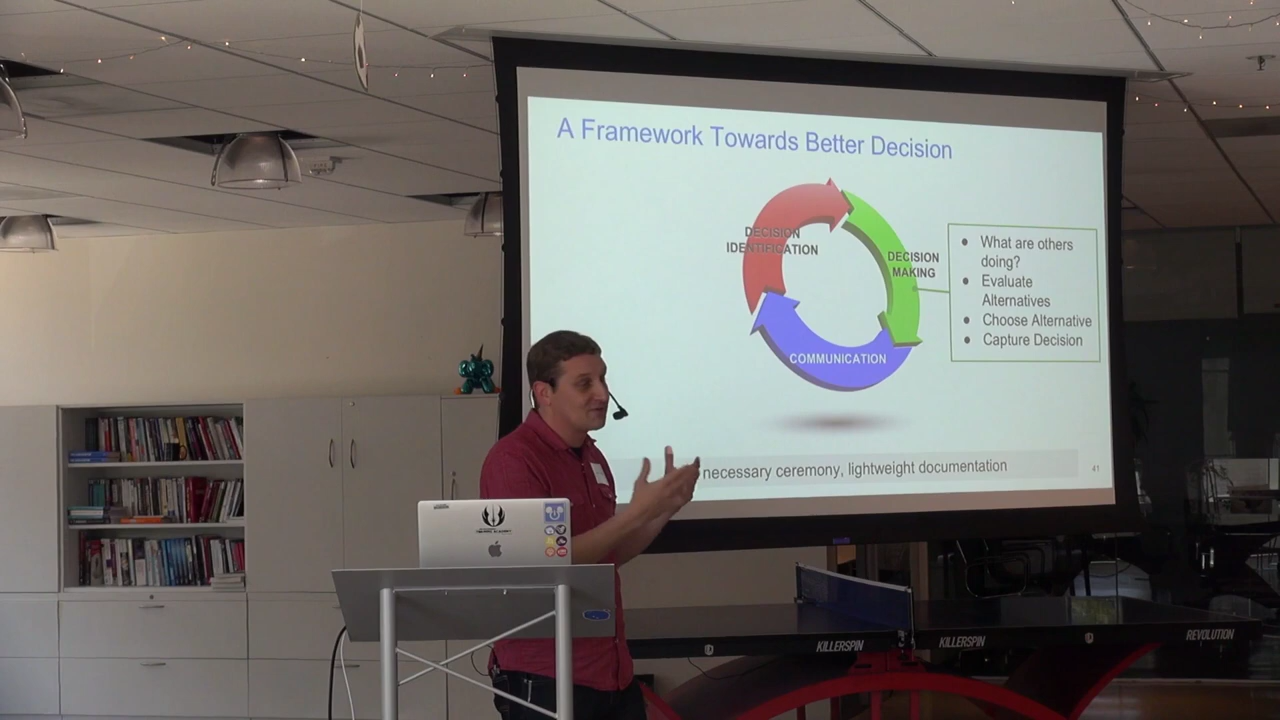 A Framework Towards Better Decision
DECISION
IDENTIFICATION
DECISION
MAKING
COMMUNICATION
● What are others
doing?
● Evaluate
Alternatives
● Choose Alternative
● Capture Decision
necessary ceremony, lightweight documentation
41
KILLERSPIN
KILLERSPIN
REVOLUTION